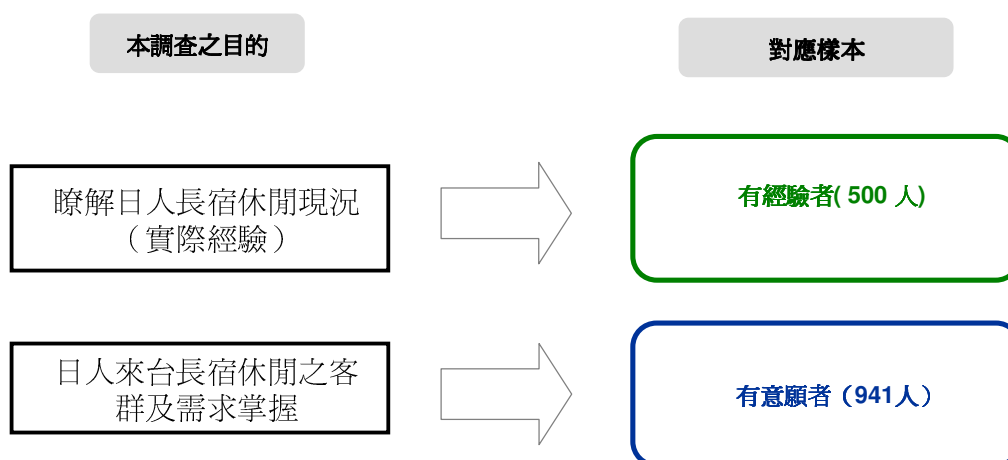 本調查之目的
對應樣本
瞭解日人長宿休閒現況
（實際經驗）
有經驗者( 500 人)
日人來台長宿休閒之客
群及需求掌握
有意願者（941人）